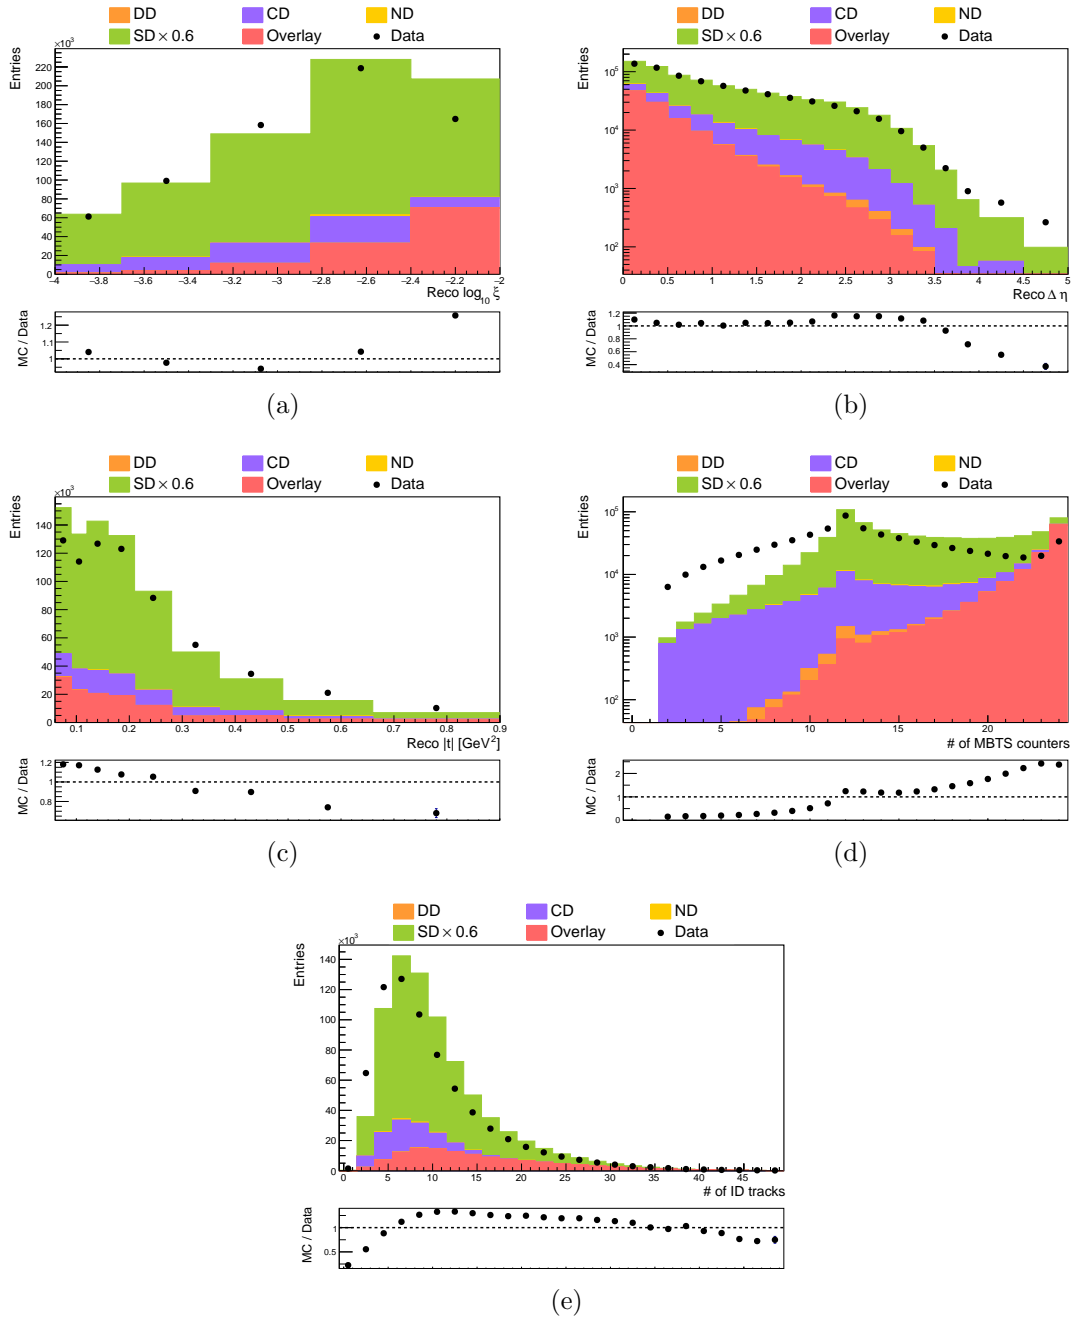 DD CD ND
SD × 0.6 Overlay Data
×10³
Entries
220
200
180
160
140
120
100
80
60
40
20
0
−4 −3.8 −3.6 −3.4 −3.2 −3 −2.8 −2.6 −2.4 −2.2 −2
Reco log₁₀ ξ
MC / Data
1.2
1.1
1
(a)
DD CD ND
SD × 0.6 Overlay Data
Entries
10⁵
10⁴
10³
10²
0 0.5 1 1.5 2 2.5 3 3.5 4 4.5 5
Reco Δ η
MC / Data
1.2
1
0.8
0.6
0.4
(b)
DD CD ND
SD × 0.6 Overlay Data
×10³
Entries
140
120
100
80
60
40
20
0
0.1 0.2 0.3 0.4 0.5 0.6 0.7 0.8 0.9
Reco |t| [GeV²]
MC / Data
1.2
1
0.8
(c)
DD CD ND
SD × 0.6 Overlay Data
Entries
10⁵
10⁴
10³
10²
0 5 10 15 20
# of MBTS counters
MC / Data
2
1
0
(d)
DD CD ND
SD × 0.6 Overlay Data
×10³
Entries
140
120
100
80
60
40
20
0
5 10 15 20 25 30 35 40 45
# of ID tracks
MC / Data
1
0.5
(e)